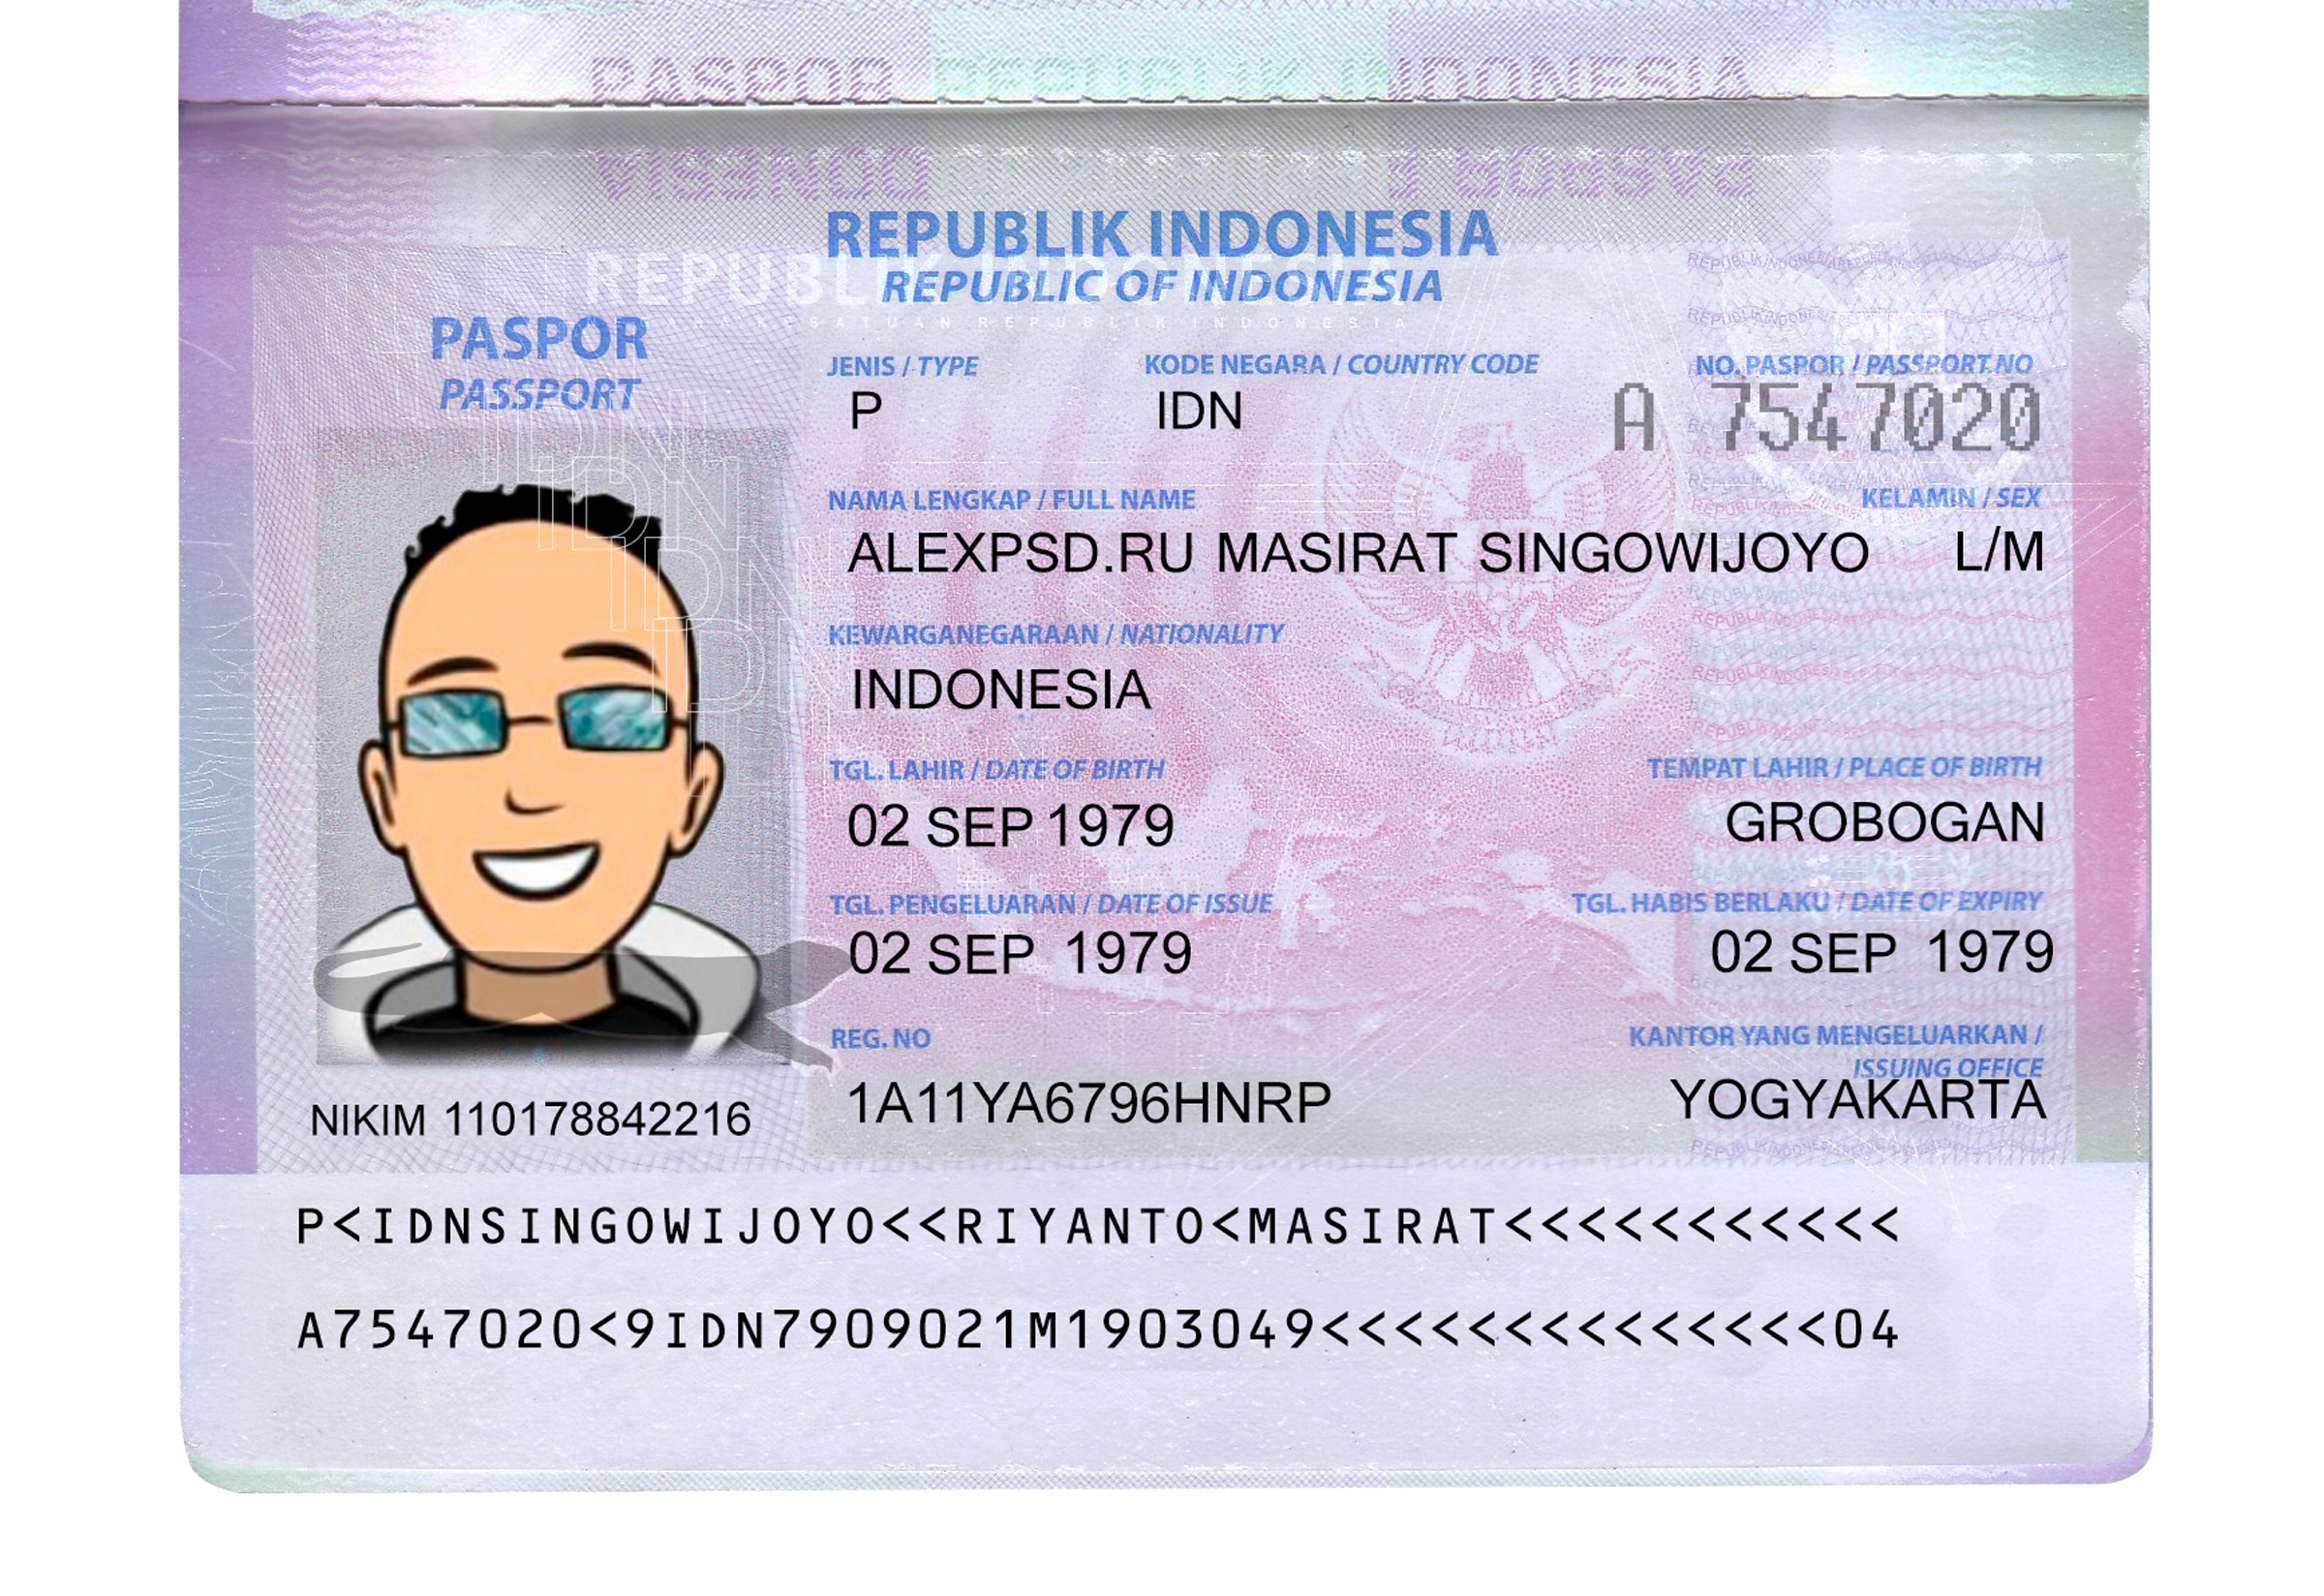 PASPOR REPUBLIK INDONESIA
REPUBLIK INDONESIA
REPUBLIC OF INDONESIA
PASPOR
PASSPORT
JENIS / TYPE KODE NEGARA / COUNTRY CODE NO. PASPOR / PASSPORT NO
P IDN A 7547020
NAMA LENGKAP / FULL NAME KELAMIN / SEX
ALEXPSD.RU MASIRAT SINGOWIJOYO L/M
KEWARGANEGARAAN / NATIONALITY
INDONESIA
TGL. LAHIR / DATE OF BIRTH TEMPAT LAHIR / PLACE OF BIRTH
02 SEP 1979 GROBOGAN
TGL. PENGELUARAN / DATE OF ISSUE TGL. HABIS BERLAKU / DATE OF EXPIRY
02 SEP 1979 02 SEP 1979
REG. NO KANTOR YANG MENGELUARKAN /
ISSUING OFFICE
1A11YA6796HNRP YOGYAKARTA
NIKIM 110178842216
P<IDNSINGOWIJOYO<<RIYANTO<MASIRAT<<<<<<<<<<<
A7547020<9IDN7909021M1903049<<<<<<<<<<<<<<04